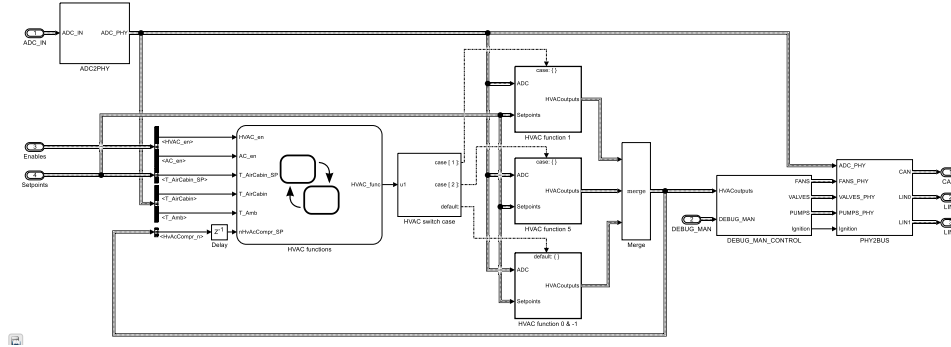 1
ADC_IN
ADC_IN
ADC_PHY
ADC2PHY
3
Enables
4
Setpoints
<HVAC_en>
<AC_en>
<T_AirCabin_SP>
<T_AirCabin>
<T_Amb>
<HvAcCompr_n>
Z-1
Delay
HVAC_en
AC_en
T_AirCabin_SP
T_AirCabin
T_Amb
nHvAcCompr_SP
HVAC_func
HVAC functions
u1
case [ 1 ]:
case [ 2 ]:
default:
HVAC switch case
case: { }
ADC
HVACoutputs
Setpoints
HVAC function 1
case: { }
ADC
HVACoutputs
Setpoints
HVAC function 5
default: { }
ADC
HVACoutputs
Setpoints
HVAC function 0 & -1
merge
Merge
2
DEBUG_MAN
HVACoutputs
DEBUG_MAN
FANS
VALVES
PUMPS
Ignition
DEBUG_MAN_CONTROL
ADC_PHY
FANS_PHY
VALVES_PHY
PUMPS_PHY
Ignition
CAN
LIN0
LIN1
PHY2BUS
CA
LI
LI